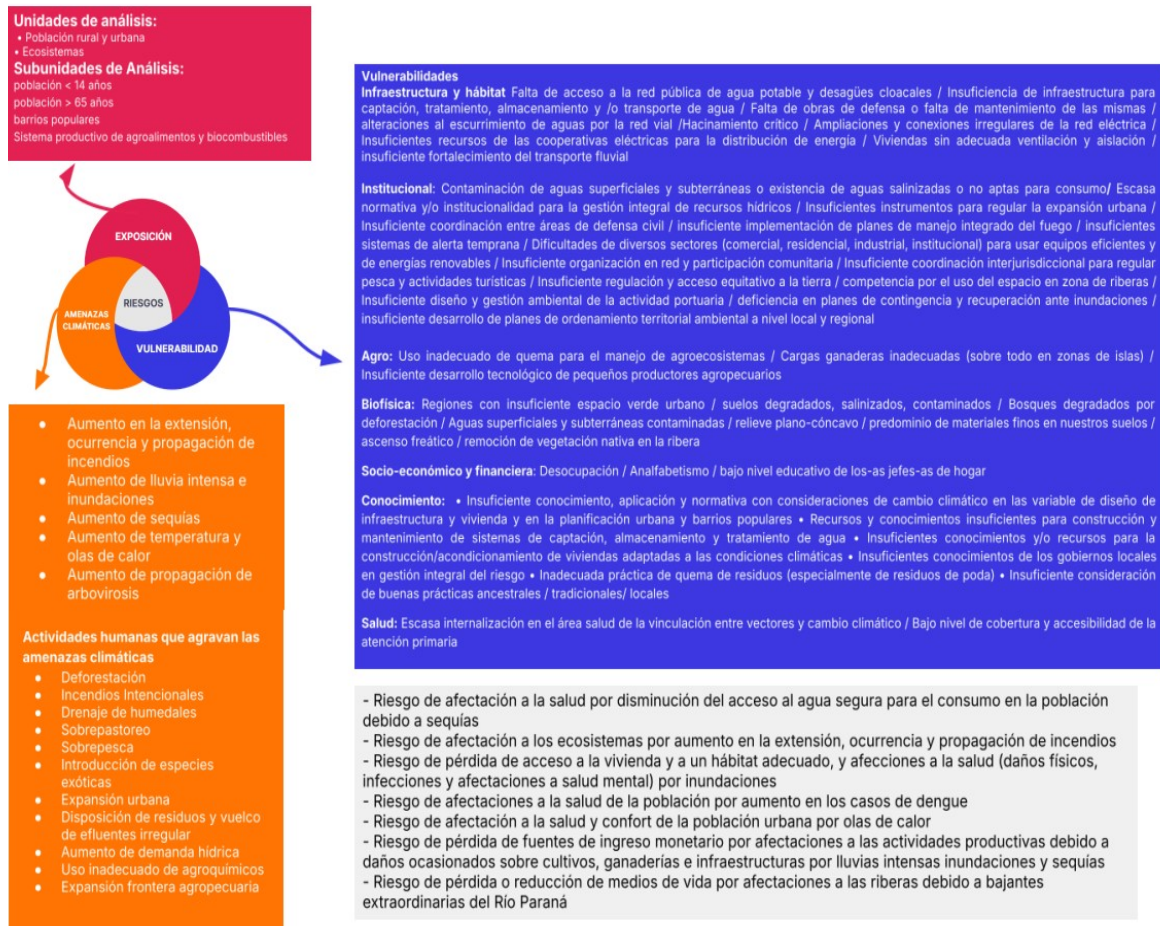 Unidades de análisis:
• Población rural y urbana
• Ecosistemas
Subunidades de Análisis:
población < 14 años
población > 65 años
barrios populares
Sistema productivo de agroalimentos y biocombustibles
EXPOSICIÓN
RIESGOS
AMENAZAS
CLIMÁTICAS
VULNERABILIDAD
● Aumento en la extensión,
ocurrencia y propagación de
incendios
● Aumento de lluvia intensa e
inundaciones
● Aumento de sequías
● Aumento de temperatura y
olas de calor
● Aumento de propagación de
arbovirosis
Actividades humanas que agravan las
amenazas climáticas
● Deforestación
● Incendios Intencionales
● Drenaje de humedales
● Sobrepastoreo
● Sobrepesca
● Introducción de especies
exóticas
● Expansión urbana
● Disposición de residuos y vuelco
de efluentes irregular
● Aumento de demanda hídrica
● Uso inadecuado de agroquímicos
● Expansión frontera agropecuaria
Vulnerabilidades
Infraestructura y hábitat Falta de acceso a la red pública de agua potable y desagües cloacales / Insuficiencia de infraestructura para
captación, tratamiento, almacenamiento y /o transporte de agua / Falta de obras de defensa o falta de mantenimiento de las mismas /
alteraciones al escurrimiento de aguas por la red vial /Hacinamiento crítico / Ampliaciones y conexiones irregulares de la red eléctrica /
Insuficientes recursos de las cooperativas eléctricas para la distribución de energía / Viviendas sin adecuada ventilación y aislación /
insuficiente fortalecimiento del transporte fluvial
Institucional: Contaminación de aguas superficiales y subterráneas o existencia de aguas salinizadas o no aptas para consumo/ Escasa
normativa y/o institucionalidad para la gestión integral de recursos hídricos / Insuficientes instrumentos para regular la expansión urbana /
Insuficiente coordinación entre áreas de defensa civil / insuficiente implementación de planes de manejo integrado del fuego / insuficientes
sistemas de alerta temprana / Dificultades de diversos sectores (comercial, residencial, industrial, institucional) para usar equipos eficientes y
de energías renovables / Insuficiente organización en red y participación comunitaria / Insuficiente coordinación interjurisdiccional para regular
pesca y actividades turísticas / Insuficiente regulación y acceso equitativo a la tierra / competencia por el uso del espacio en zona de riberas /
Insuficiente diseño y gestión ambiental de la actividad portuaria / deficiencia en planes de contingencia y recuperación ante inundaciones /
insuficiente desarrollo de planes de ordenamiento territorial ambiental a nivel local y regional
Agro: Uso inadecuado de quema para el manejo de agroecosistemas / Cargas ganaderas inadecuadas (sobre todo en zonas de islas) /
Insuficiente desarrollo tecnológico de pequeños productores agropecuarios
Biofísica: Regiones con insuficiente espacio verde urbano / suelos degradados, salinizados, contaminados / Bosques degradados por
deforestación / Aguas superficiales y subterráneas contaminadas / relieve plano-cóncavo / predominio de materiales finos en nuestros suelos /
ascenso freático / remoción de vegetación nativa en la ribera
Socio-económico y financiera: Desocupación / Analfabetismo / bajo nivel educativo de los-as jefes-as de hogar
Conocimiento: • Insuficiente conocimiento, aplicación y normativa con consideraciones de cambio climático en las variable de diseño de
infraestructura y vivienda y en la planificación urbana y barrios populares • Recursos y conocimientos insuficientes para construcción y
mantenimiento de sistemas de captación, almacenamiento y tratamiento de agua • Insuficientes conocimientos y/o recursos para la
construcción/acondicionamiento de viviendas adaptadas a las condiciones climáticas • Insuficientes conocimientos de los gobiernos locales
en gestión integral del riesgo • Inadecuada práctica de quema de residuos (especialmente de residuos de poda) • Insuficiente consideración
de buenas prácticas ancestrales / tradicionales/ locales
Salud: Escasa internalización en el área salud de la vinculación entre vectores y cambio climático / Bajo nivel de cobertura y accesibilidad de la
atención primaria
- Riesgo de afectación a la salud por disminución del acceso al agua segura para el consumo en la población
debido a sequías
- Riesgo de afectación a los ecosistemas por aumento en la extensión, ocurrencia y propagación de incendios
- Riesgo de pérdida de acceso a la vivienda y a un hábitat adecuado, y afecciones a la salud (daños físicos,
infecciones y afectaciones a salud mental) por inundaciones
- Riesgo de afectaciones a la salud de la población por aumento en los casos de dengue
- Riesgo de afectación a la salud y confort de la población urbana por olas de calor
- Riesgo de pérdida de fuentes de ingreso monetario por afectaciones a las actividades productivas debido a
daños ocasionados sobre cultivos, ganaderías e infraestructuras por lluvias intensas inundaciones y sequías
- Riesgo de pérdida o reducción de medios de vida por afectaciones a las riberas debido a bajantes
extraordinarias del Río Paraná